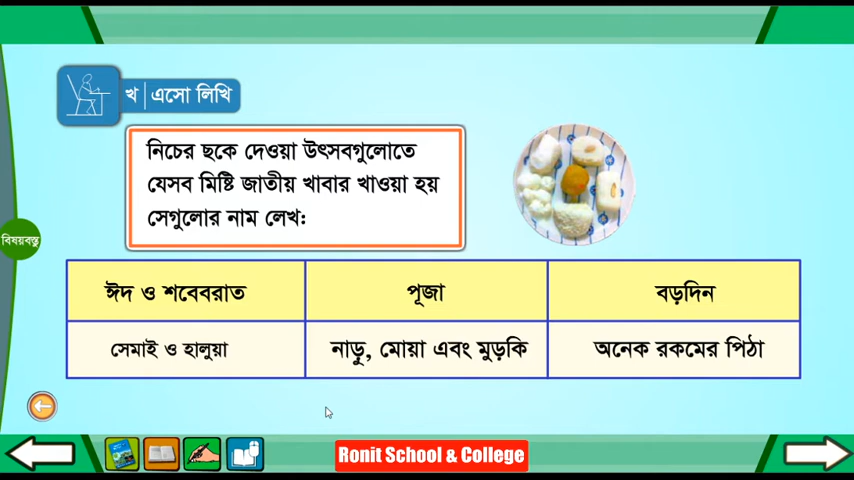 খ | এসো লিখি
নিচের ছকে দেওয়া উৎসবগুলোতে
যেসব মিষ্টি জাতীয় খাবার খাওয়া হয়
সেগুলোর নাম লেখ:
বিষয়বস্তু
ঈদ ও শবেবরাত
পূজা
বড়দিন
সেমাই ও হালুয়া
নাড়ু, মোয়া এবং মুড়কি
অনেক রকমের পিঠা
Ronit School & College